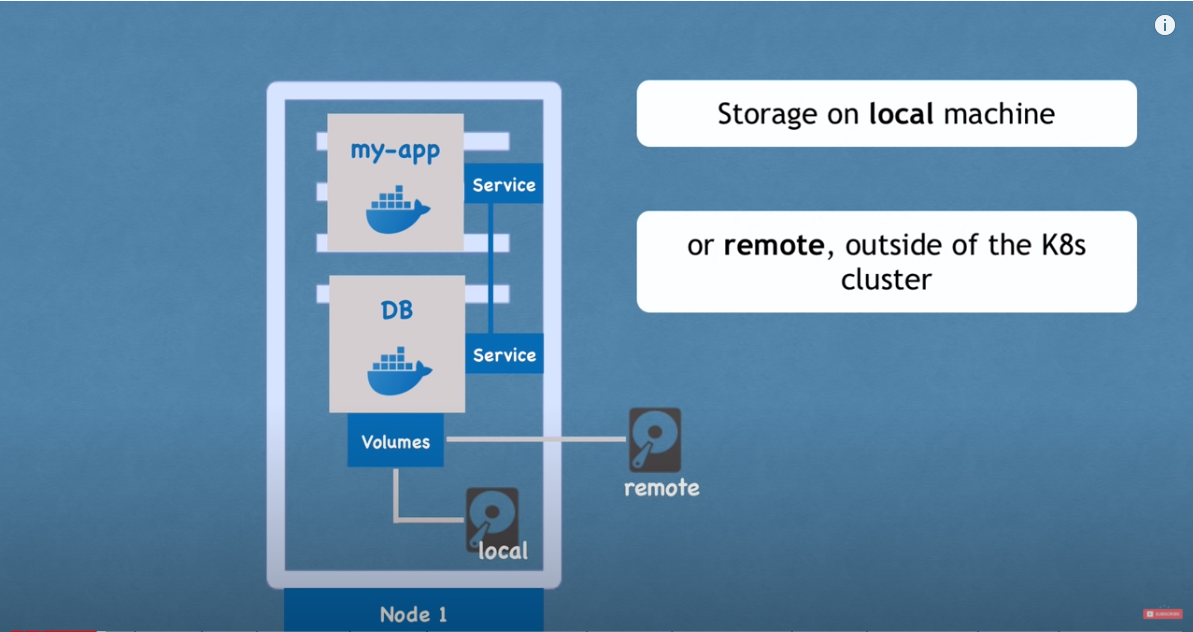 Storage on local machine
or remote, outside of the K8s
cluster
my-app
Service
DB
Service
Volumes
remote
local
Node 1